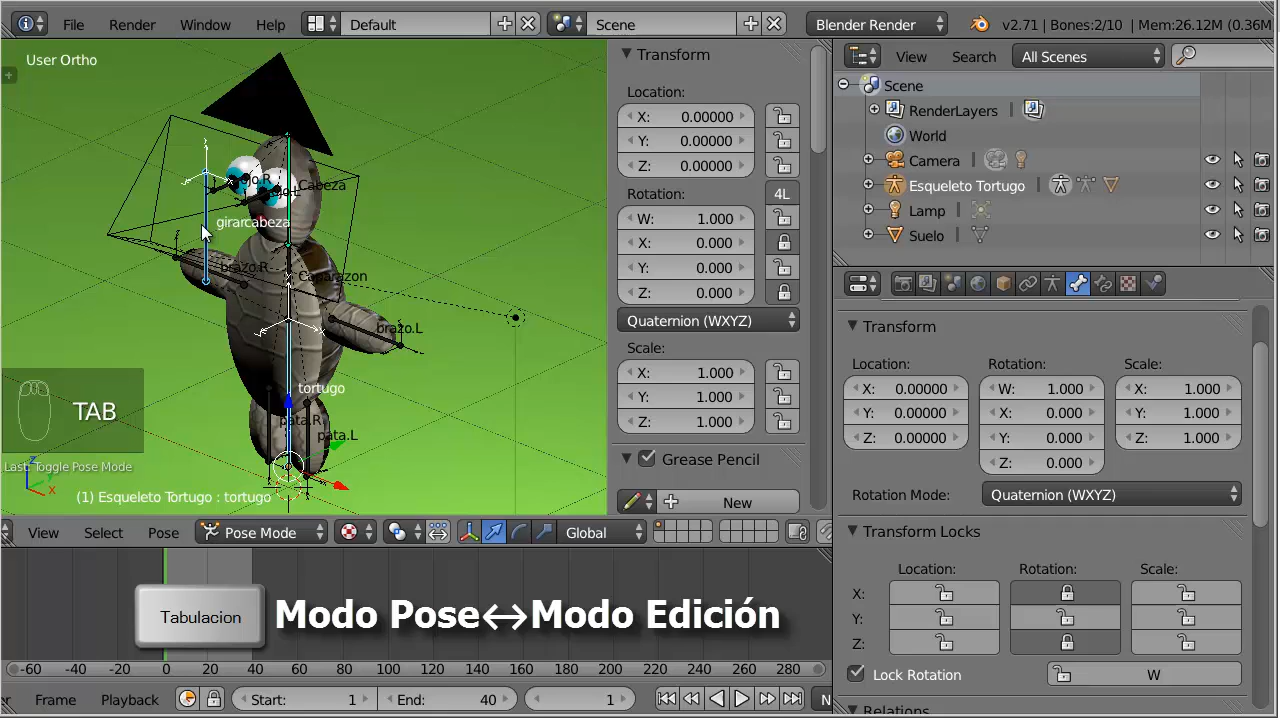 File Render Window Help Default Scene Blender Render v2.71 | Bones:2/10 | Mem:26.12M (0.36M
User Ortho
Cabeza
girarcabeza
brazo.R
Caparazon
brazo.L
tortugo
pata.R
pata.L
TAB
Last: Toggle Pose Mode
(1) Esqueleto Tortugo : tortugo
Transform
Location:
X: 0.00000
Y: 0.00000
Z: 0.00000
Rotation: 4L
W: 1.000
X: 0.000
Y: 0.000
Z: 0.000
Quaternion (WXYZ)
Scale:
X: 1.000
Y: 1.000
Z: 1.000
Grease Pencil
New
View Select Pose Pose Mode Global
View Search All Scenes
Scene
RenderLayers
World
Camera
Esqueleto Tortugo
Lamp
Suelo
Transform
Location: Rotation: Scale:
X: 0.00000 W: 1.000 X: 1.000
Y: 0.00000 X: 0.000 Y: 1.000
Z: 0.00000 Y: 0.000 Z: 1.000
Z: 0.000
Rotation Mode: Quaternion (WXYZ)
Transform Locks
Location: Rotation: Scale:
X:
Y:
Z:
Lock Rotation W
Relations
Tabulacion Modo Pose↔Modo Edición
-60 -40 -20 0 20 40 60 80 100 120 140 160 180 200 220 240 260 280
Frame Playback Start: 1 End: 40 1 N